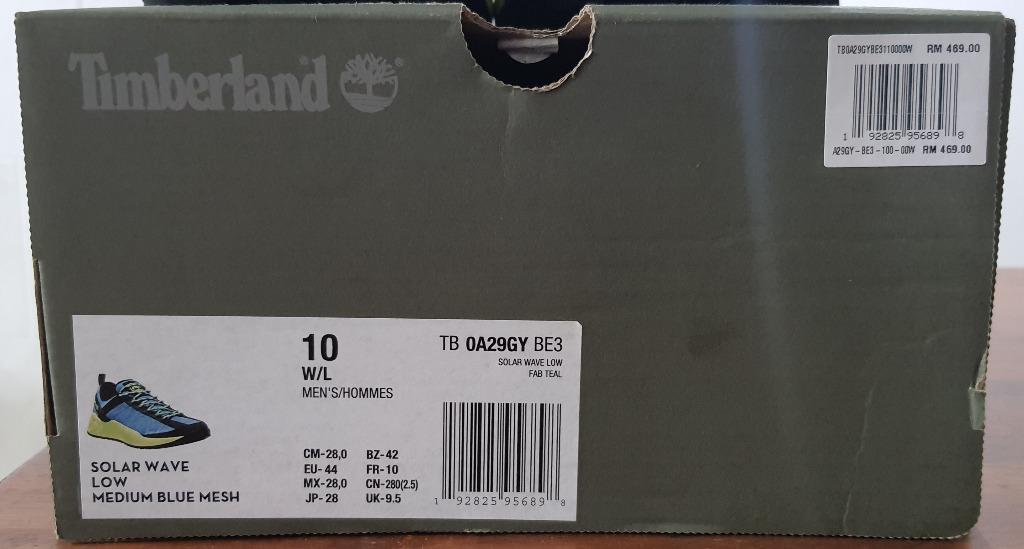 Timberland®
TB0A29GYBE3110000W RM 469.00
1 92825 95689 8
A29GY-BE3-100-00W RM 469.00
10
W/L
MEN'S/HOMMES
TB 0A29GY BE3
SOLAR WAVE LOW
FAB TEAL
SOLAR WAVE
LOW
MEDIUM BLUE MESH
CM-28,0 BZ-42
EU-44 FR-10
MX-28,0 CN-280(2.5)
JP-28 UK-9.5
1 92825 95689 8